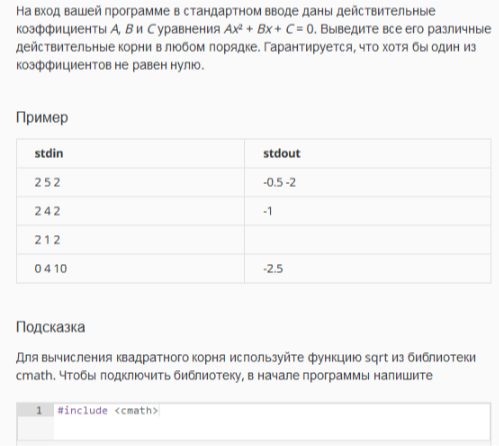 На вход вашей программе в стандартном вводе даны действительные
коэффициенты A, B и C уравнения Ax² + Bx + C = 0. Выведите все его различные
действительные корни в любом порядке. Гарантируется, что хотя бы один из
коэффициентов не равен нулю.
Пример
stdin stdout
2 5 2 -0.5 -2
2 4 2 -1
2 1 2
0 4 10 -2.5
Подсказка
Для вычисления квадратного корня используйте функцию sqrt из библиотеки
cmath. Чтобы подключить библиотеку, в начале программы напишите
1 #include <cmath>